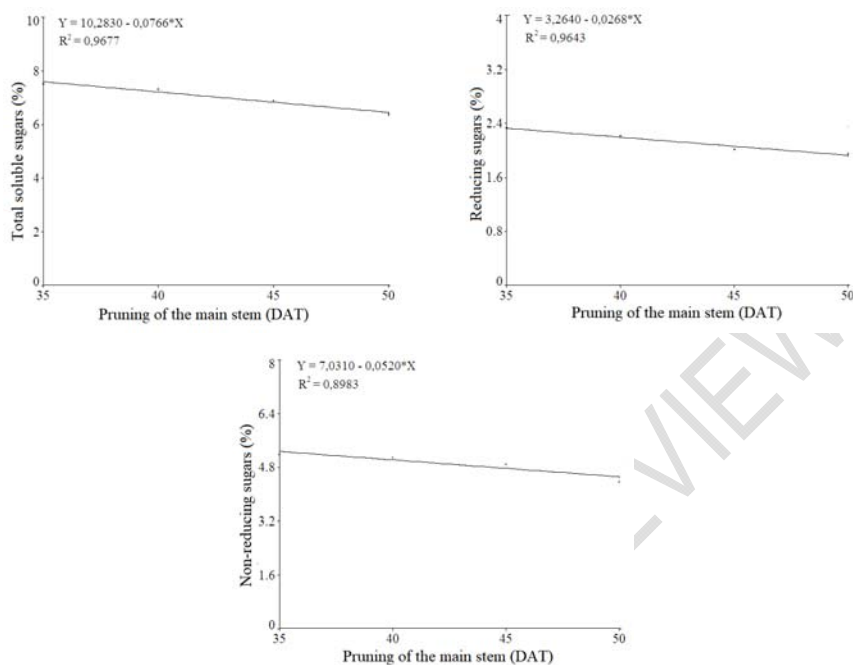 Y = 10,2830 - 0,0766*X
R² = 0,9677
10
8
6
4
2
0
Total soluble sugars (%)
35 40 45 50
Pruning of the main stem (DAT)
Y = 3,2640 - 0,0268*X
R² = 0,9643
4
3.2
2.4
1.6
0.8
0
Reducing sugars (%)
35 40 45 50
Pruning of the main stem (DAT)
Y = 7,0310 - 0,0520*X
R² = 0,8983
8
6.4
4.8
3.2
1.6
0
Non-reducing sugars (%)
35 40 45 50
Pruning of the main stem (DAT)
-VIEW